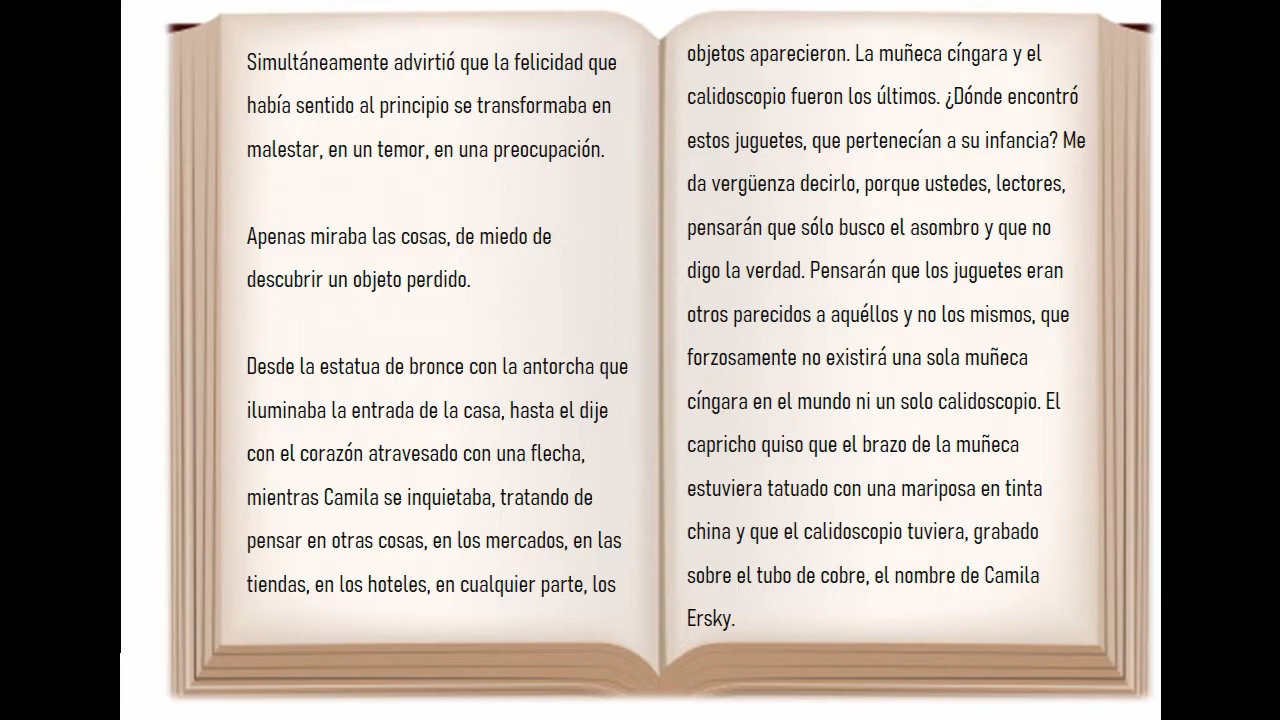 Simultáneamente advirtió que la felicidad que
había sentido al principio se transformaba en
malestar, en un temor, en una preocupación.
Apenas miraba las cosas, de miedo de
descubrir un objeto perdido.
Desde la estatua de bronce con la antorcha que
iluminaba la entrada de la casa, hasta el dije
con el corazón atravesado con una flecha,
mientras Camila se inquietaba, tratando de
pensar en otras cosas, en los mercados, en las
tiendas, en los hoteles, en cualquier parte, los
objetos aparecieron. La muñeca cíngara y el
calidoscopio fueron los últimos. ¿Dónde encontró
estos juguetes, que pertenecían a su infancia? Me
da vergüenza decirlo, porque ustedes, lectores,
pensarán que sólo busco el asombro y que no
digo la verdad. Pensarán que los juguetes eran
otros parecidos a aquéllos y no los mismos, que
forzosamente no existirá una sola muñeca
cíngara en el mundo ni un solo calidoscopio. El
capricho quiso que el brazo de la muñeca
estuviera tatuado con una mariposa en tinta
china y que el calidoscopio tuviera, grabado
sobre el tubo de cobre, el nombre de Camila
Ersky.